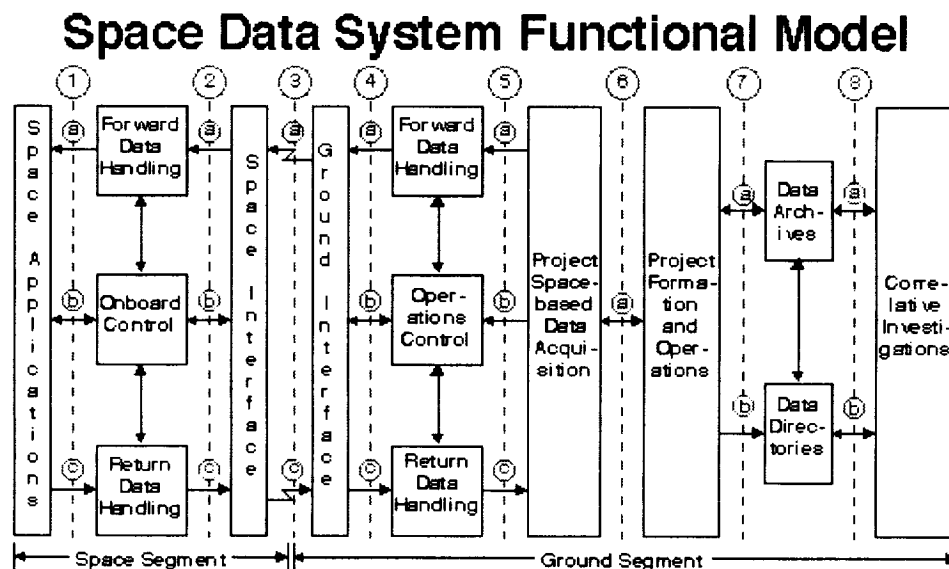 Space Data System Functional Model
1
2
3
4
5
6
7
8
Space Applications
a
Forward
Data
Handling
a
Space Interface
a
Ground Interface
a
Forward
Data
Handling
a
b
Onboard
Control
b
b
Oper-
ations
Control
b
Project
Space-
based
Data
Acqui-
sition
a
Project
Formation
and
Oper-
ations
a
Data
Arch-
ives
a
Corre-
lative
Investi-
gations
b
Data
Direc-
tories
b
c
Return
Data
Handling
c
c
c
Return
Data
Handling
c
Space Segment
Ground Segment